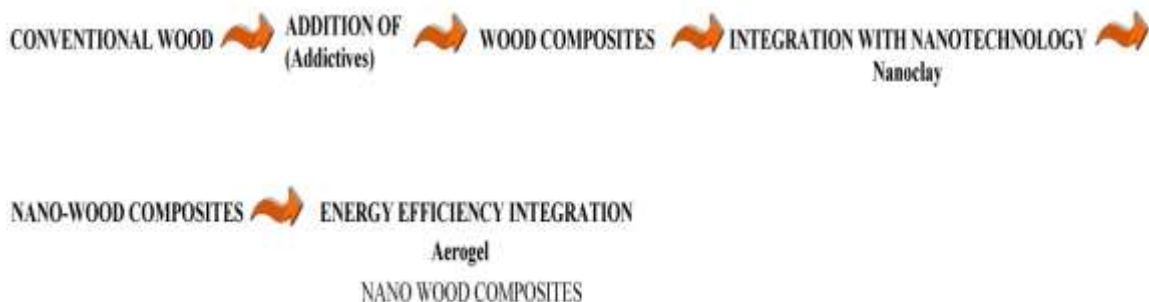 CONVENTIONAL WOOD
ADDITION OF
(Addictives)
WOOD COMPOSITES
INTEGRATION WITH NANOTECHNOLOGY
Nanoclay
NANO-WOOD COMPOSITES
ENERGY EFFICIENCY INTEGRATION
Aerogel
NANO WOOD COMPOSITES